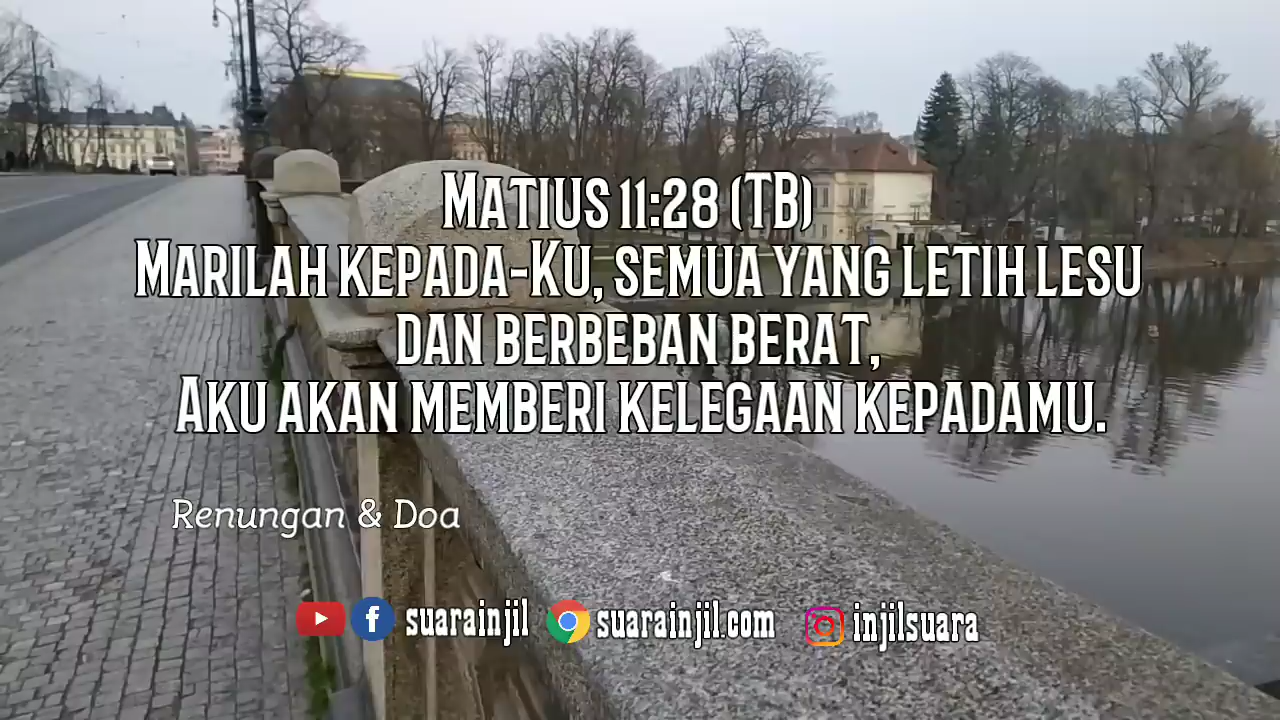 Matius 11:28 (TB)
Marilah kepada-Ku, semua yang letih lesu
dan berbeban berat,
Aku akan memberi kelegaan kepadamu.
Renungan & Doa
suarainjil suarainjil.com injilsuara